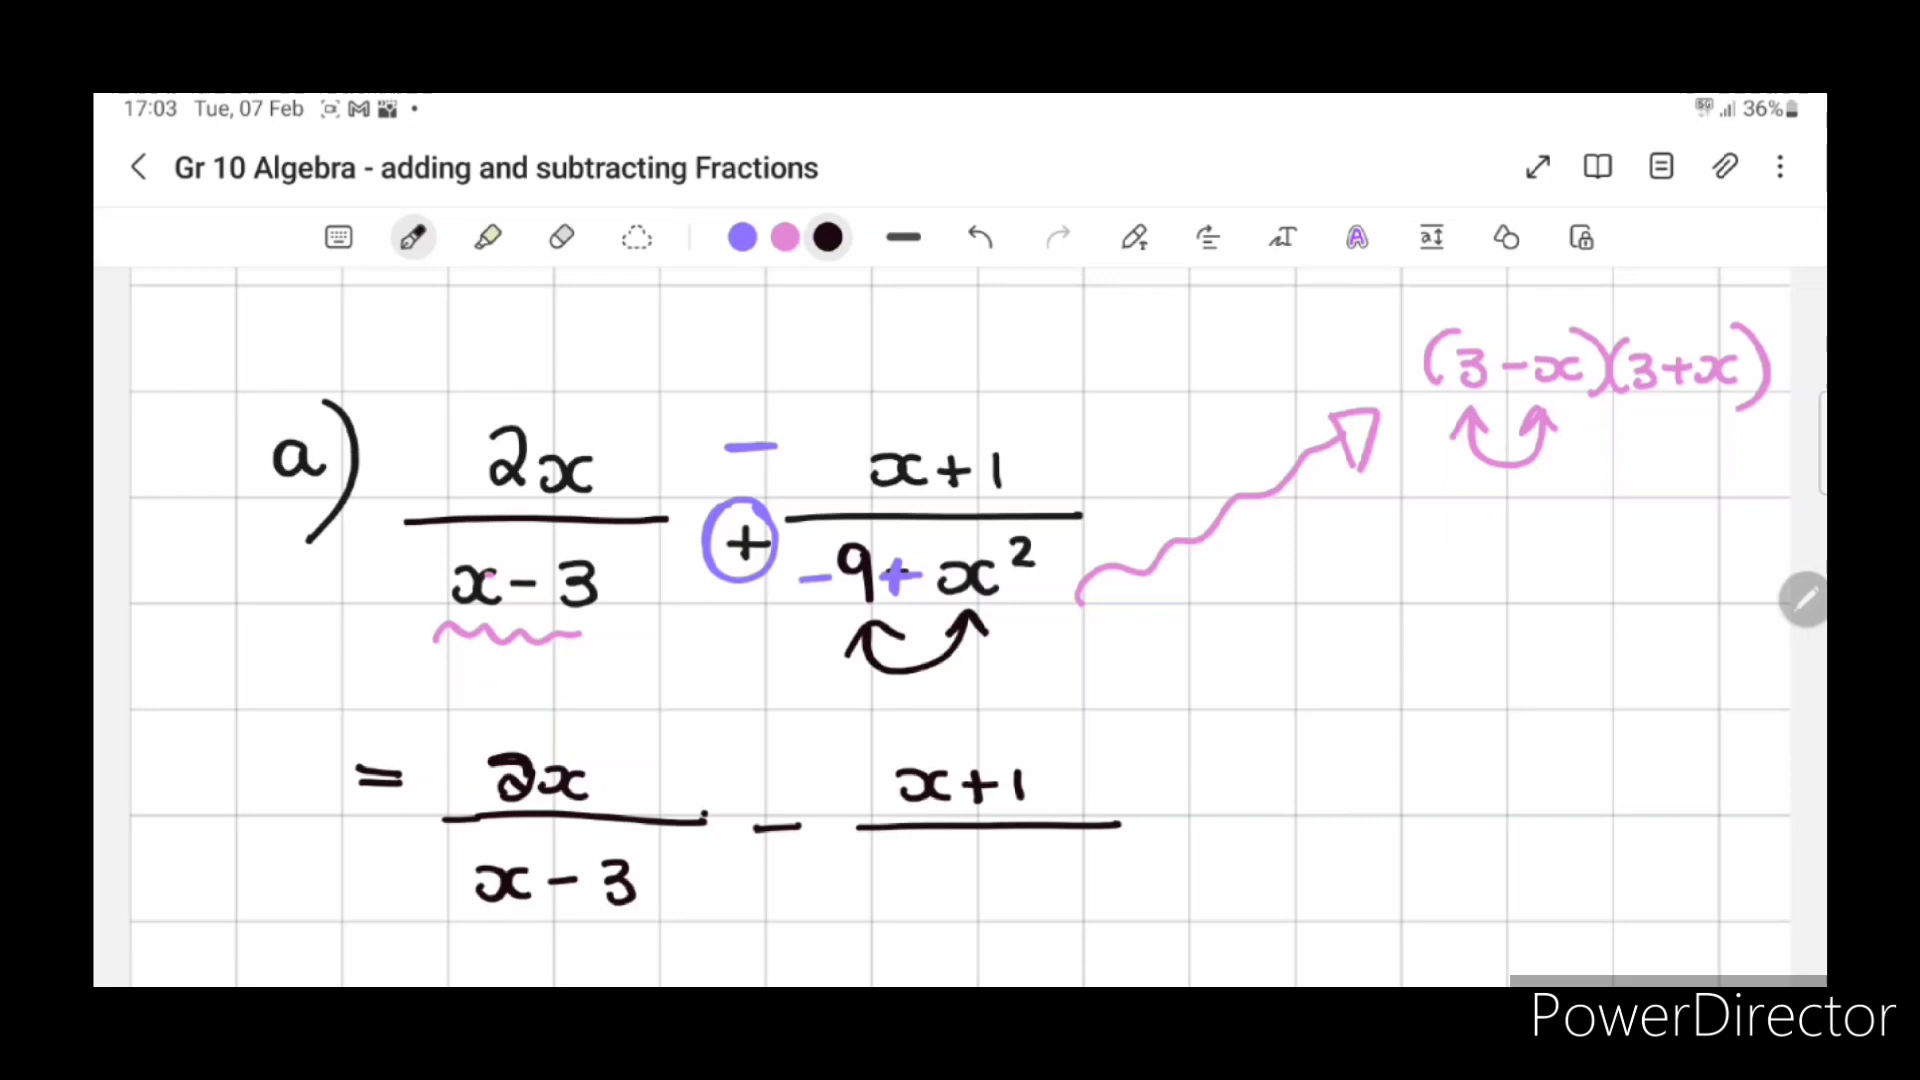 17:03 Tue, 07 Feb
5G 36%
Gr 10 Algebra - adding and subtracting Fractions
(3-x)(3+x)
a) 2x/x-3 - + x+1/-9+x²
= 2x/x-3 - x+1
PowerDirector